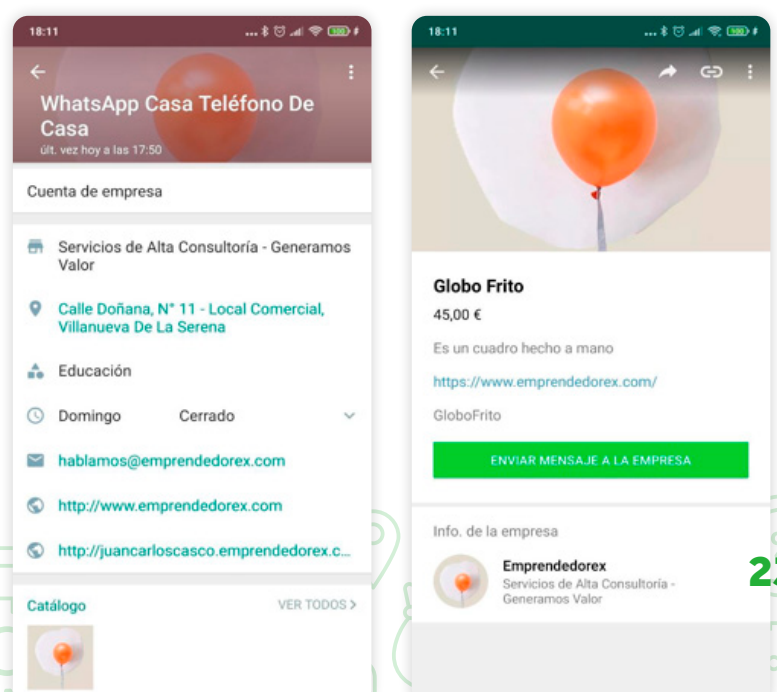 18:11
WhatsApp Casa Teléfono De
Casa
últ. vez hoy a las 17:50
Cuenta de empresa
Servicios de Alta Consultoría - Generamos
Valor
Calle Doñana, N° 11 - Local Comercial,
Villanueva De La Serena
Educación
Domingo Cerrado
hablamos@emprendedorex.com
http://www.emprendedorex.com
http://juancarloscasco.emprendedorex.c...
Catálogo VER TODOS >
18:11
Globo Frito
45,00 €
Es un cuadro hecho a mano
https://www.emprendedorex.com/
GloboFrito
ENVIAR MENSAJE A LA EMPRESA
Info. de la empresa
Emprendedorex
Servicios de Alta Consultoría -
Generamos Valor